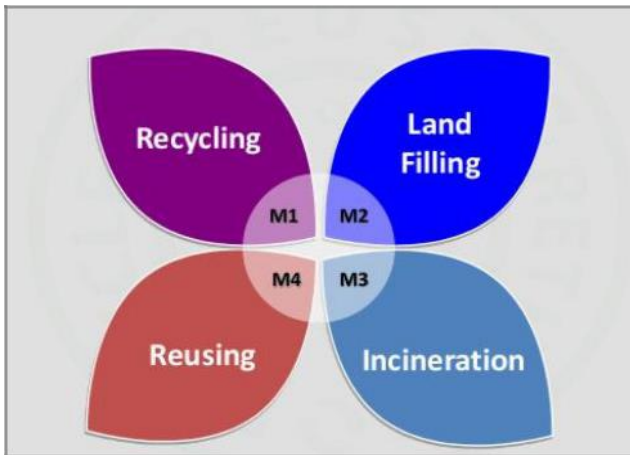 Recycling
Land
Filling
M1
M2
M4
M3
Reusing
Incineration